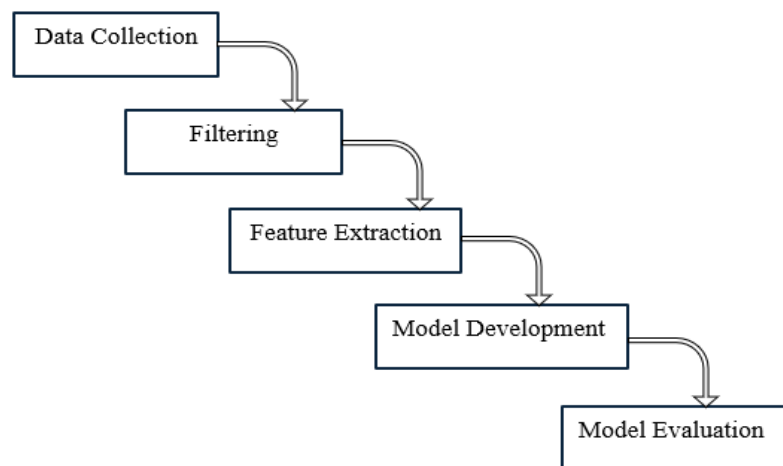 Data Collection
Filtering
Feature Extraction
Model Development
Model Evaluation